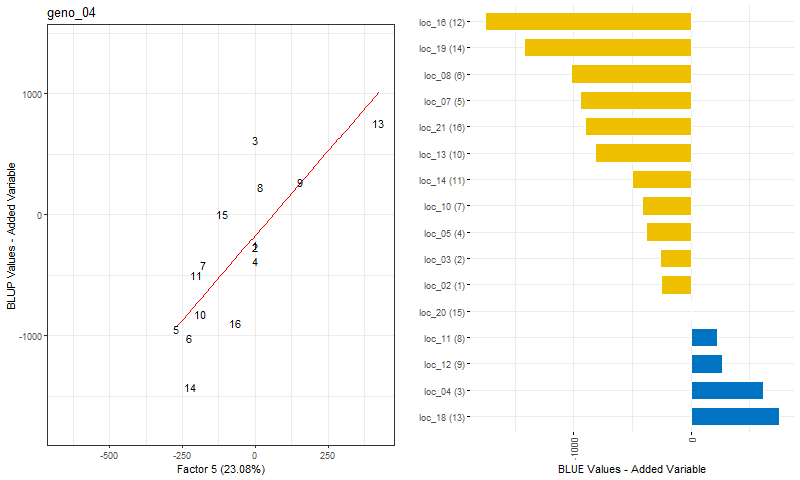 geno_04
BLUP Values - Added Variable
1000
0
-1000
13
3
9
8
15
1
2
4
7
11
10
5
16
6
14
-500
-250
0
250
Factor 5 (23.08%)
loc_16 (12)
loc_19 (14)
loc_08 (6)
loc_07 (5)
loc_21 (16)
loc_13 (10)
loc_14 (11)
loc_10 (7)
loc_05 (4)
loc_03 (2)
loc_02 (1)
loc_20 (15)
loc_11 (8)
loc_12 (9)
loc_04 (3)
loc_18 (13)
-1000
0
BLUE Values - Added Variable